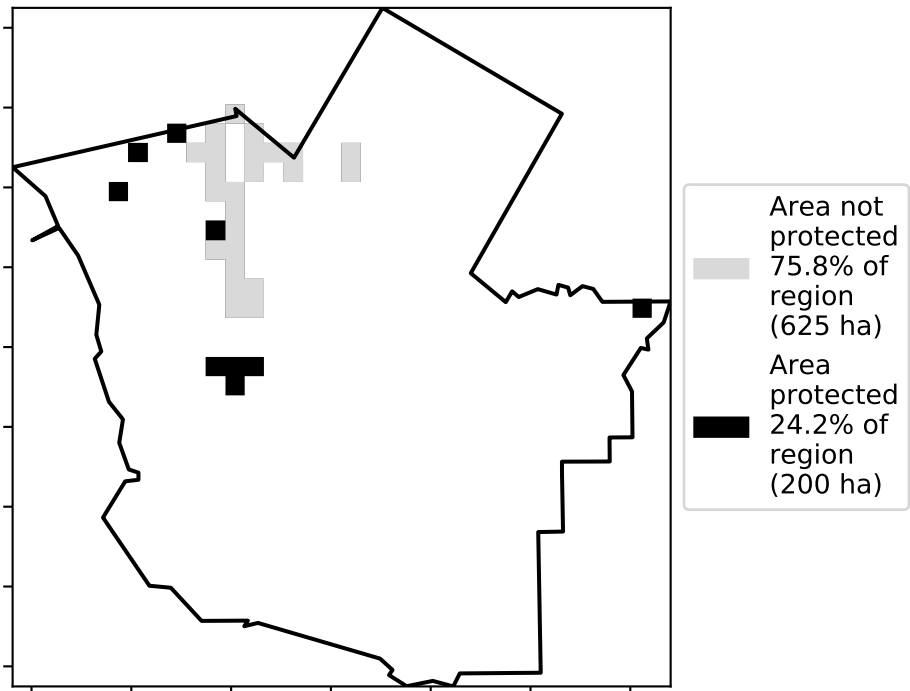 Area not
protected
75.8% of
region
(625 ha)
Area
protected
24.2% of
region
(200 ha)